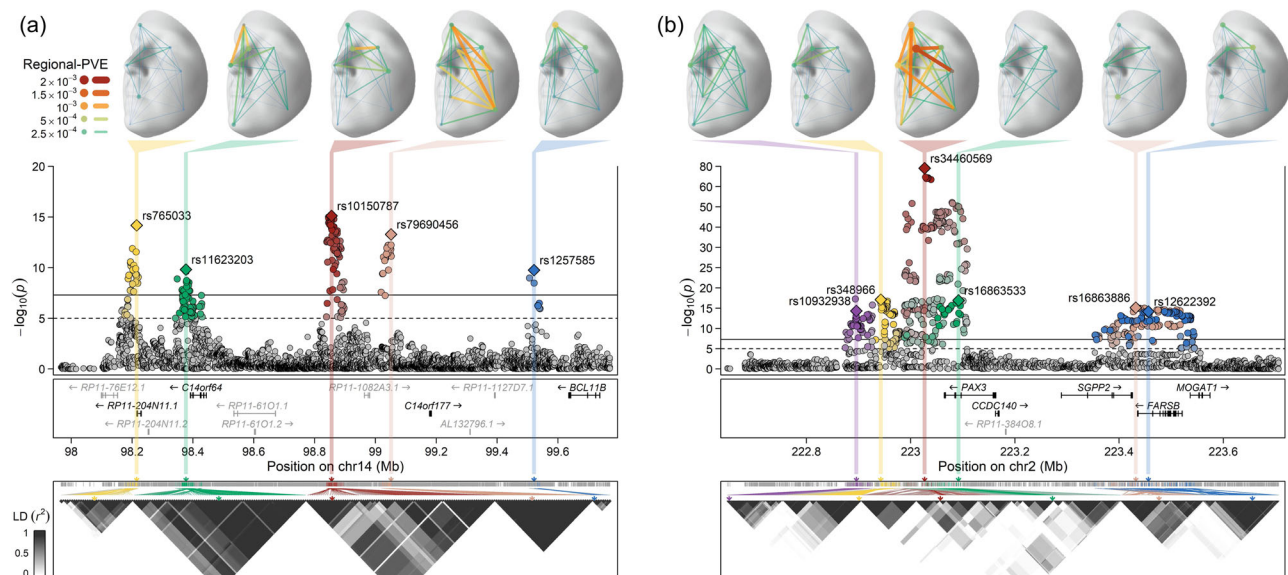 (a)
Regional-PVE
2 × 10⁻³
1.5 × 10⁻³
10⁻³
5 × 10⁻⁴
2.5 × 10⁻⁴
20
15
10
5
0
−log₁₀(p)
rs765033
rs11623203
rs10150787
rs79690456
rs1257585
← RP11-76E12.1
← C14orf64
RP11-1082A3.1 →
RP11-1127D7.1 →
← BCL11B
← RP11-204N11.1
← RP11-61O1.1
C14orf177 →
← RP11-204N11.2
RP11-61O1.2 →
AL132796.1 →
98
98.2
98.4
98.6
98.8
99
99.2
99.4
99.6
Position on chr14 (Mb)
LD (r²)
1
0.5
0
(b)
80
60
40
30
25
20
15
10
5
0
−log₁₀(p)
rs34460569
rs348966
rs10932938
rs16863533
rs16863886
rs12622392
← PAX3
SGPP2 →
MOGAT1 →
CCDC140 →
← FARSB
← RP11-384O8.1
222.8
223
223.2
223.4
223.6
Position on chr2 (Mb)